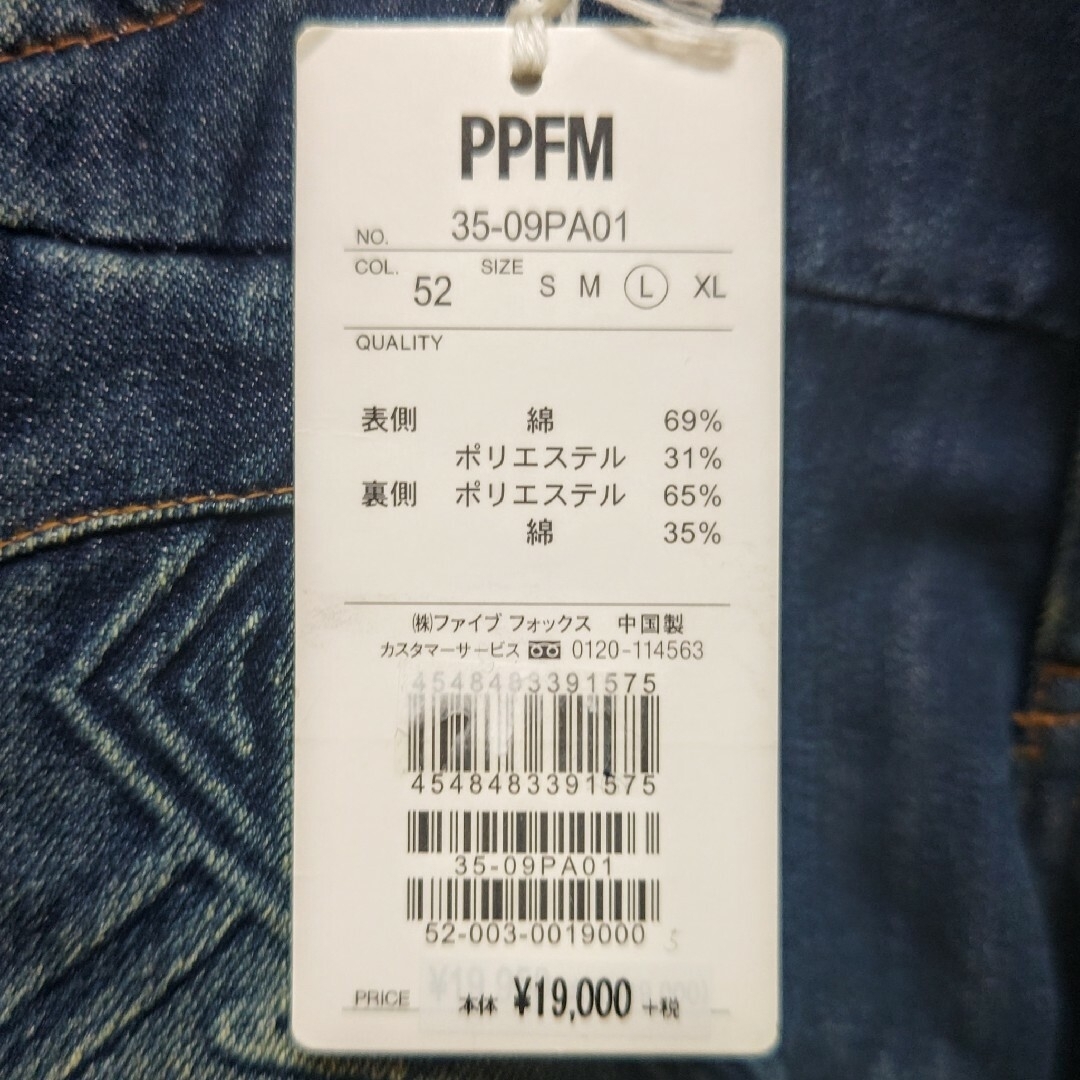 PPFM
NO. 35-09PA01
COL. 52 SIZE S M L XL
QUALITY
表側 綿 69%
ポリエステル 31%
裏側 ポリエステル 65%
綿 35%
㈱ファイブ フォックス 中国製
カスタマーサービス 0120-114563
4548483391575
4548483391575
35-09PA01
52-003-0019000
PRICE 本体 ¥19,000 +税